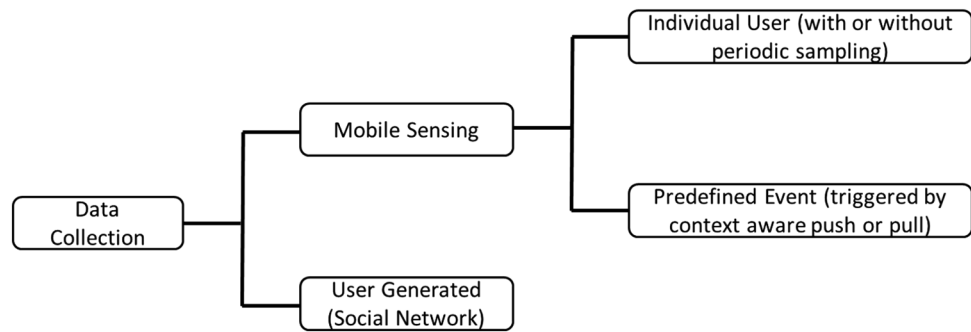 Individual User (with or without
periodic sampling)
Mobile Sensing
Predefined Event (triggered by
context aware push or pull)
Data
Collection
User Generated
(Social Network)